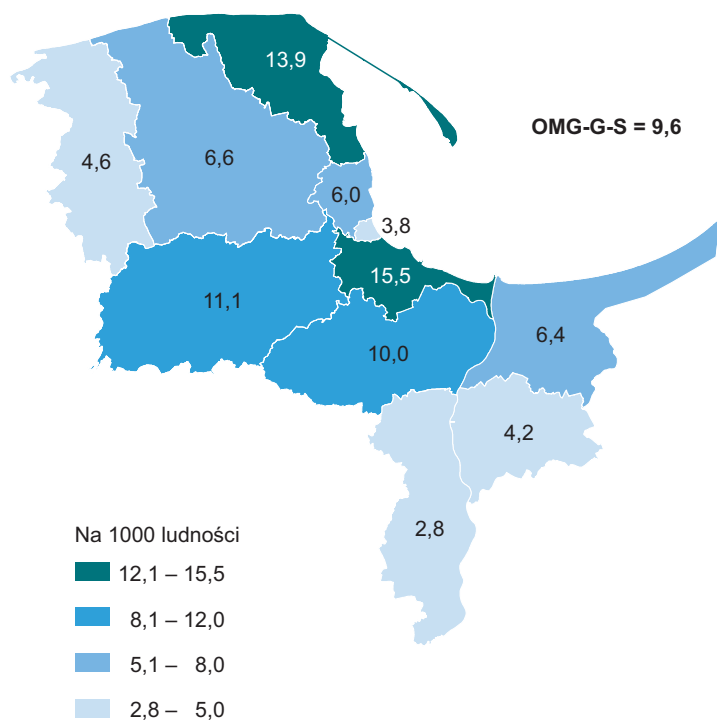 13,9
OMG-G-S = 9,6
4,6
6,6
6,0
3,8
15,5
11,1
6,4
10,0
4,2
2,8
Na 1000 ludności
12,1 – 15,5
8,1 – 12,0
5,1 – 8,0
2,8 – 5,0